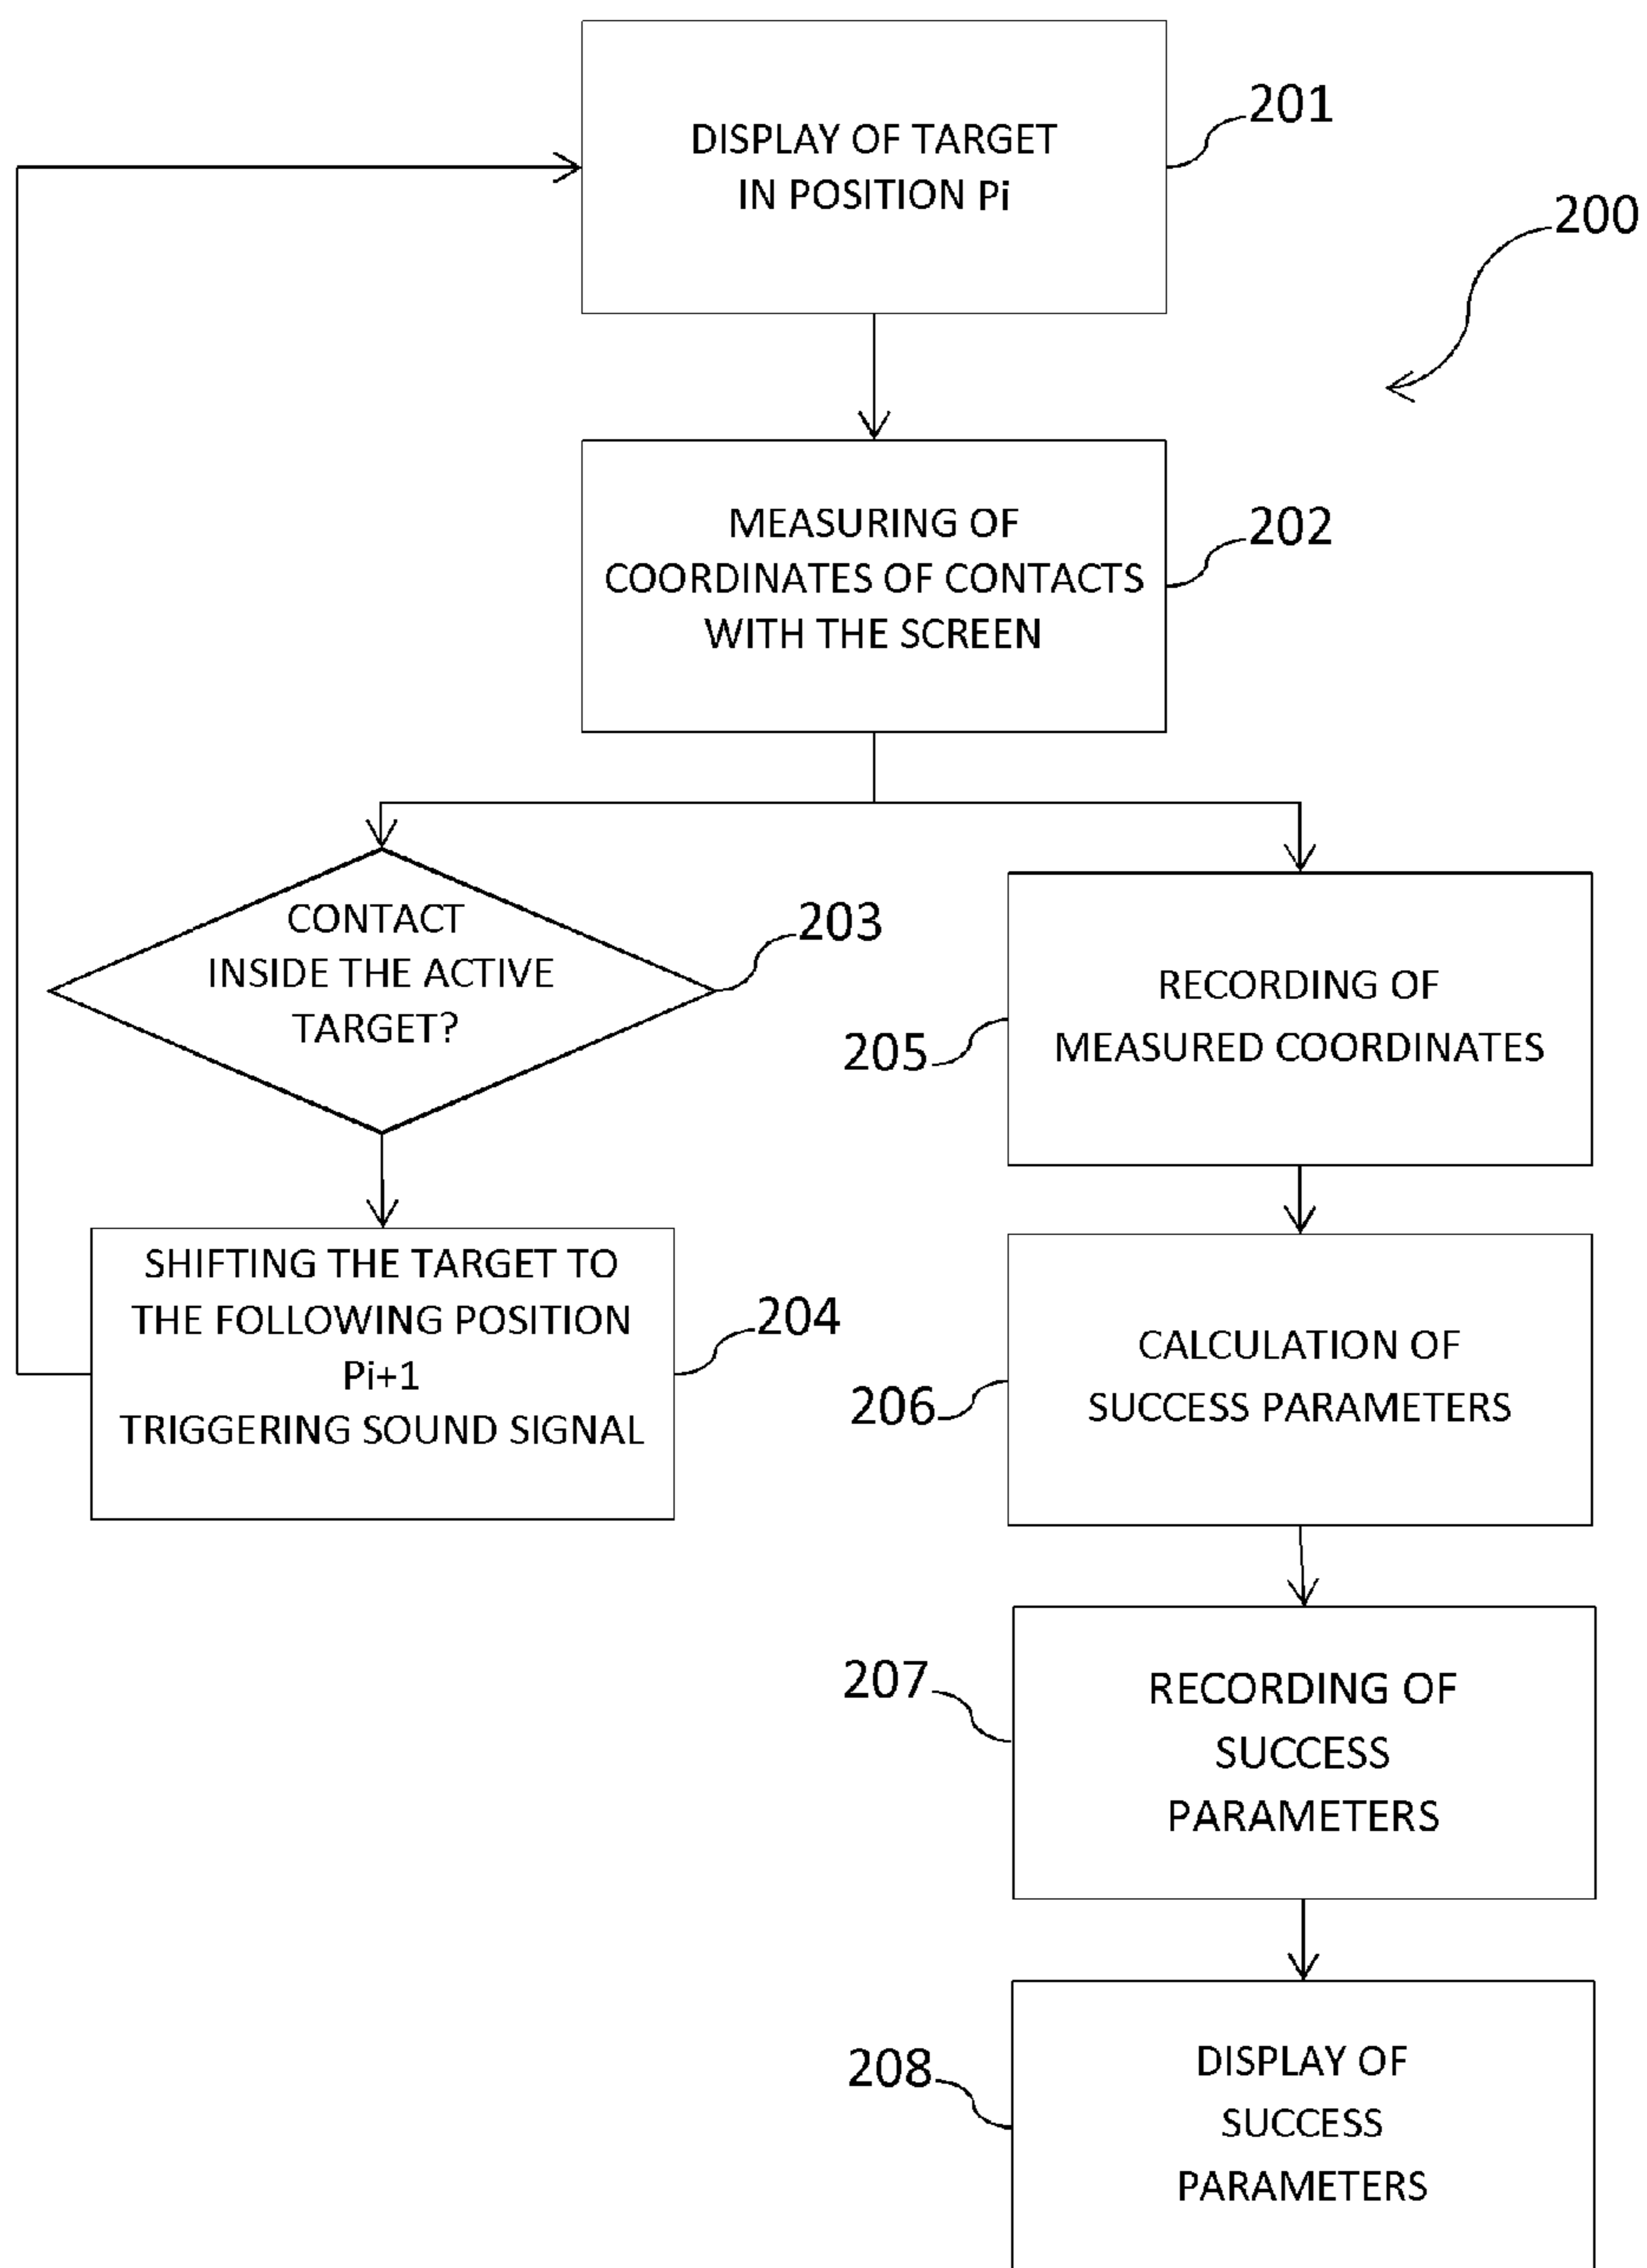 DISPLAY OF TARGET
IN POSITION Pi
201
200
MEASURING OF
COORDINATES OF CONTACTS
WITH THE SCREEN
202
CONTACT
INSIDE THE ACTIVE
TARGET?
203
RECORDING OF
MEASURED COORDINATES
205
SHIFTING THE TARGET TO
THE FOLLOWING POSITION
Pi+1
TRIGGERING SOUND SIGNAL
204
CALCULATION OF
SUCCESS PARAMETERS
206
RECORDING OF
SUCCESS
PARAMETERS
207
DISPLAY OF
SUCCESS
PARAMETERS
208